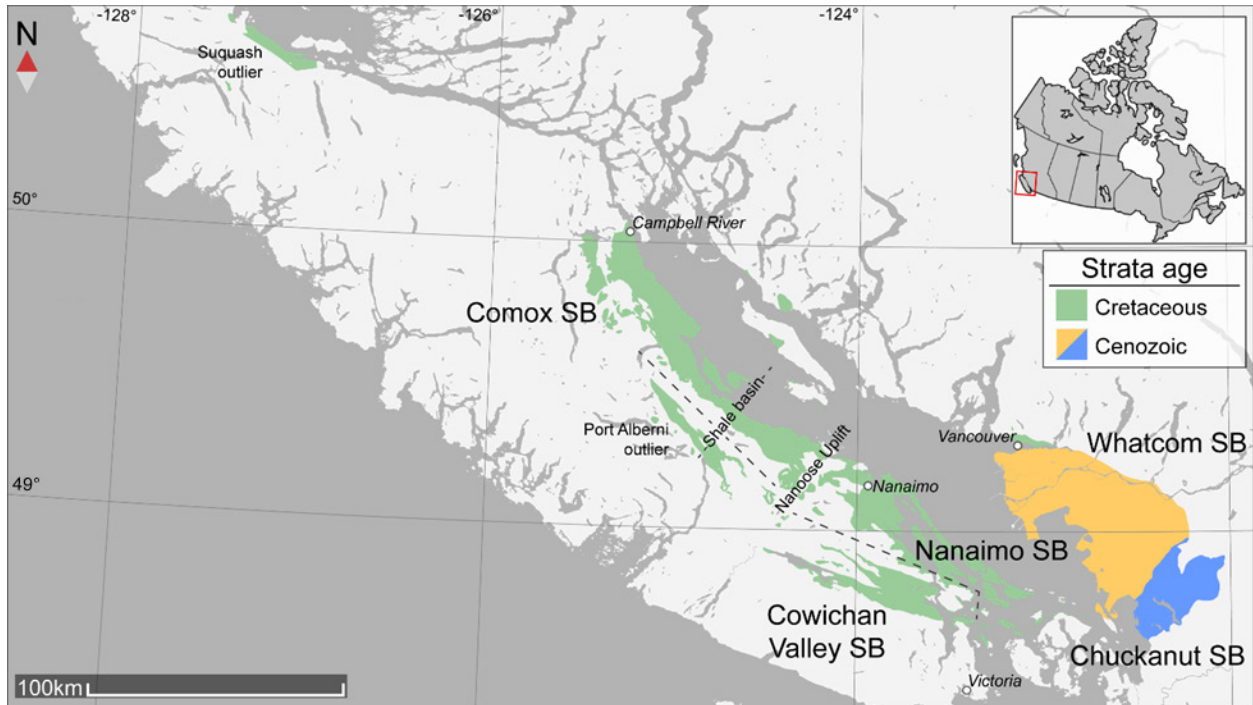 -128°
-126°
-124°
N
Suquash
outlier
50°
Campbell River
Strata age
Cretaceous
Cenozoic
Comox SB
-Shale basin-
Port Alberni
outlier
Nanoose Uplift
Vancouver
Whatcom SB
49°
Nanaimo
Nanaimo SB
Cowichan
Valley SB
Chuckanut SB
Victoria
100km